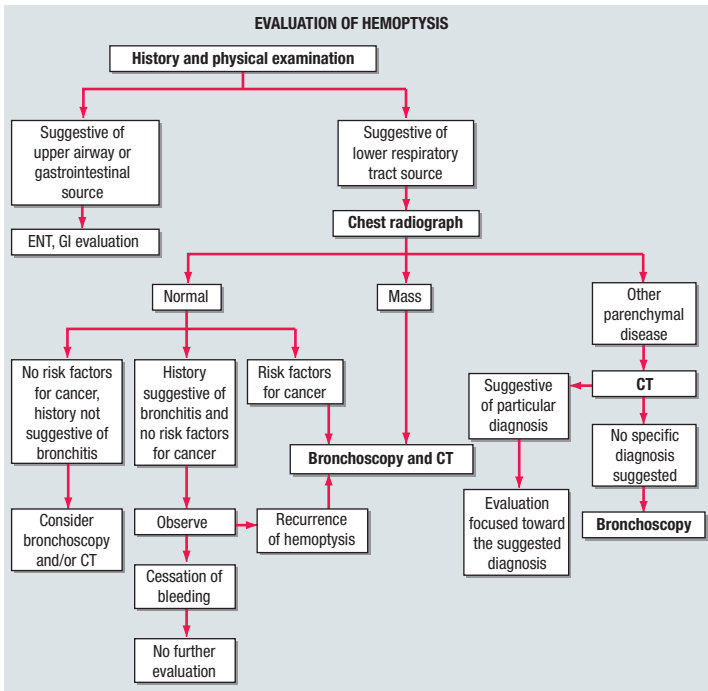 EVALUATION OF HEMOPTYSIS
History and physical examination
Suggestive of
upper airway or
gastrointestinal
source
Suggestive of
lower respiratory
tract source
ENT, GI evaluation
Chest radiograph
Normal
Mass
Other
parenchymal
disease
No risk factors
for cancer,
history not
suggestive of
bronchitis
History
suggestive of
bronchitis and
no risk factors
for cancer
Risk factors
for cancer
Suggestive
of particular
diagnosis
CT
No specific
diagnosis
suggested
Bronchoscopy and CT
Consider
bronchoscopy
and/or CT
Observe
Recurrence
of hemoptysis
Evaluation
focused toward
the suggested
diagnosis
Bronchoscopy
Cessation of
bleeding
No further
evaluation